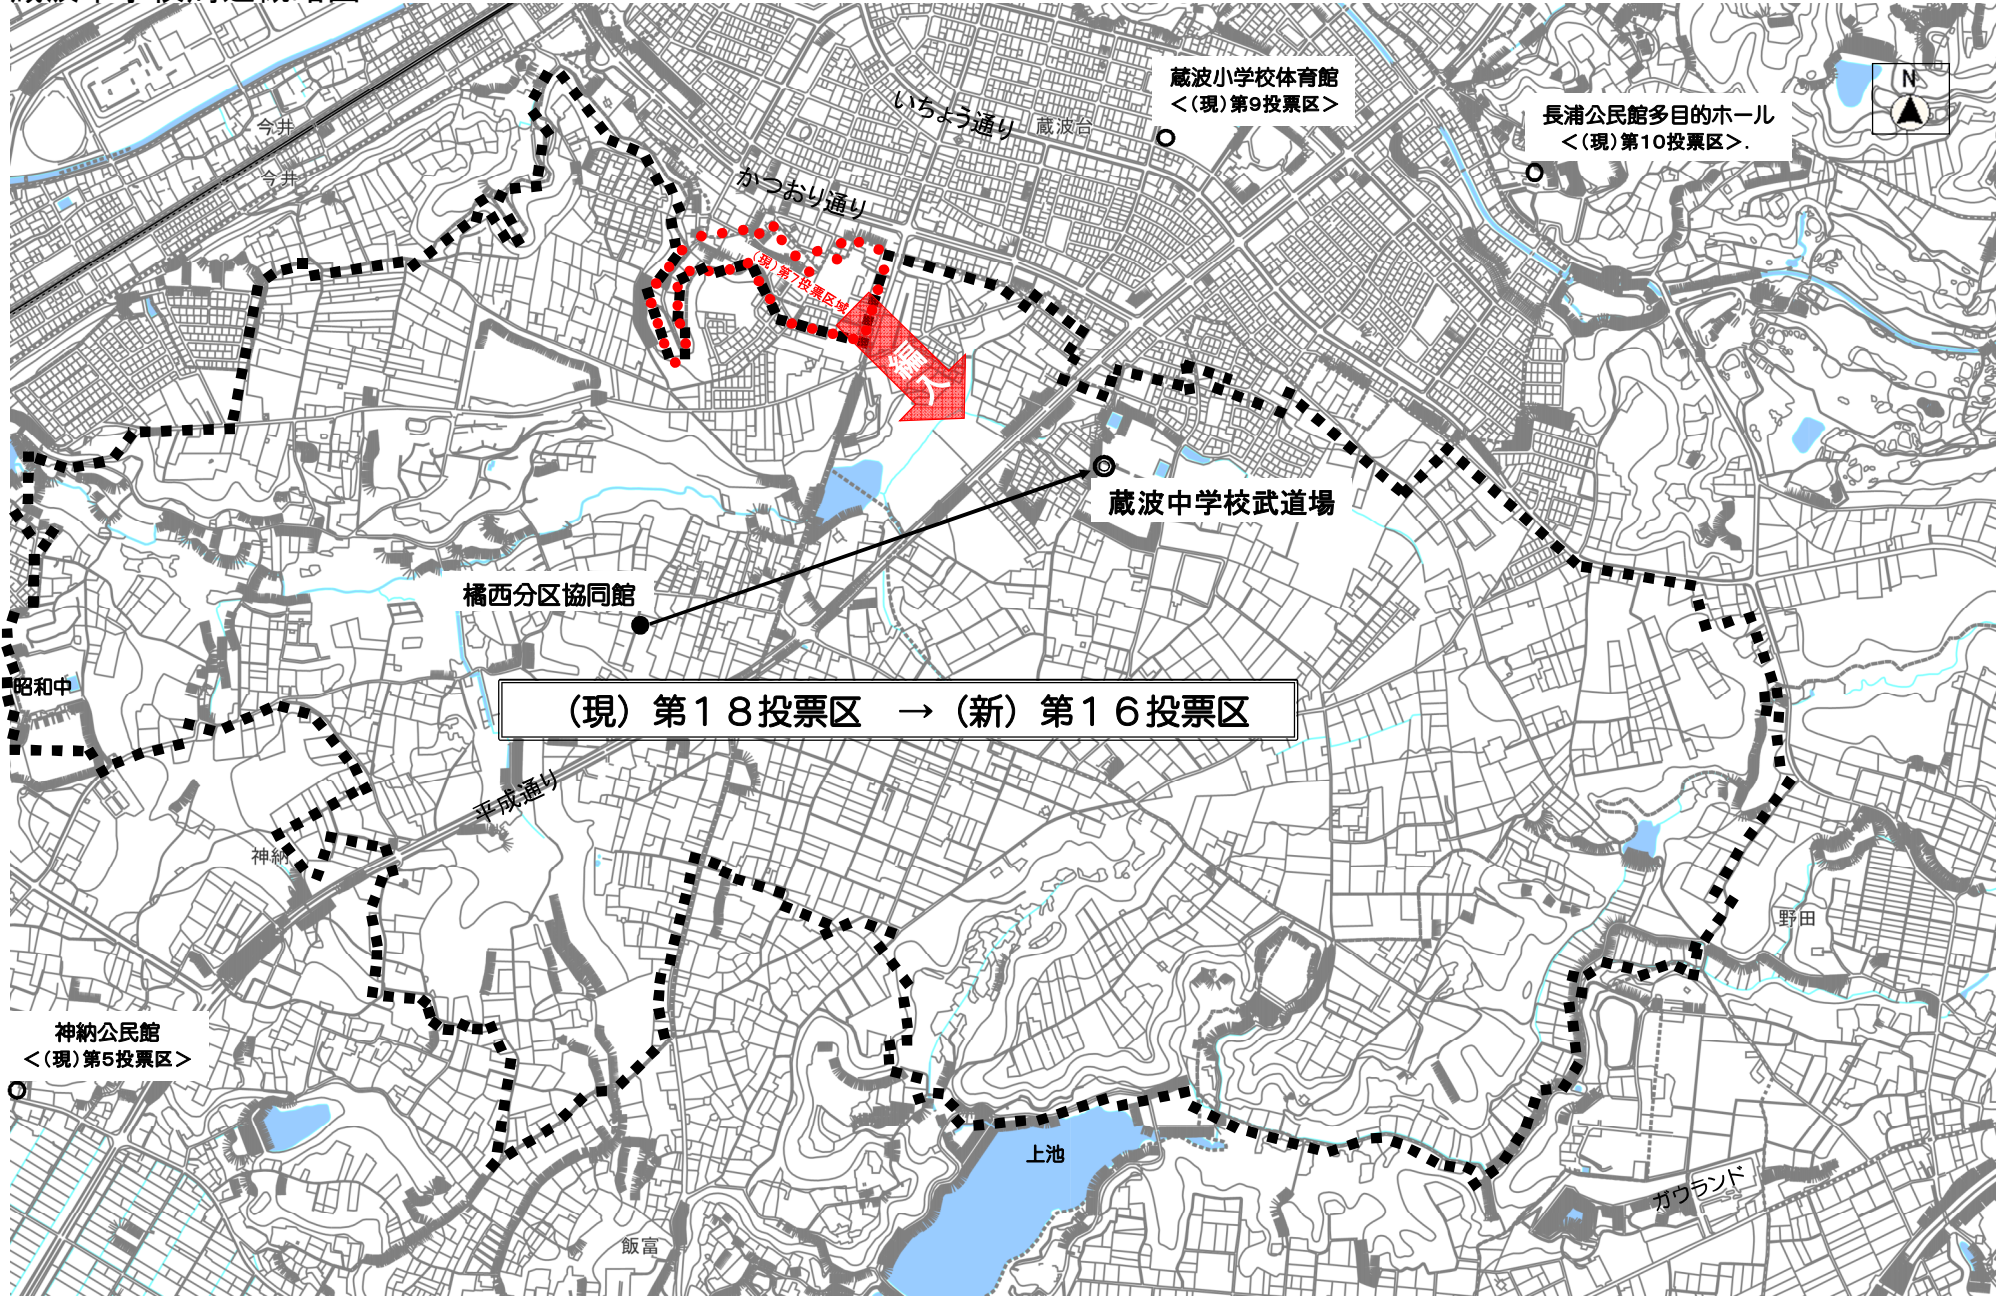 蔵波小学校体育館
<(現)第9投票区>
N
長浦公民館多目的ホール
<(現)第10投票区>.
いちょう通り
蔵波台
今井
今井
かつおり通り
(現)第7投票区域
編入
蔵波中学校武道場
橘西分区協同館
昭和中
(現)第18投票区 →(新)第16投票区
平成通り
神納
野田
神納公民館
<(現)第5投票区>
上池
ガウランド
飯富